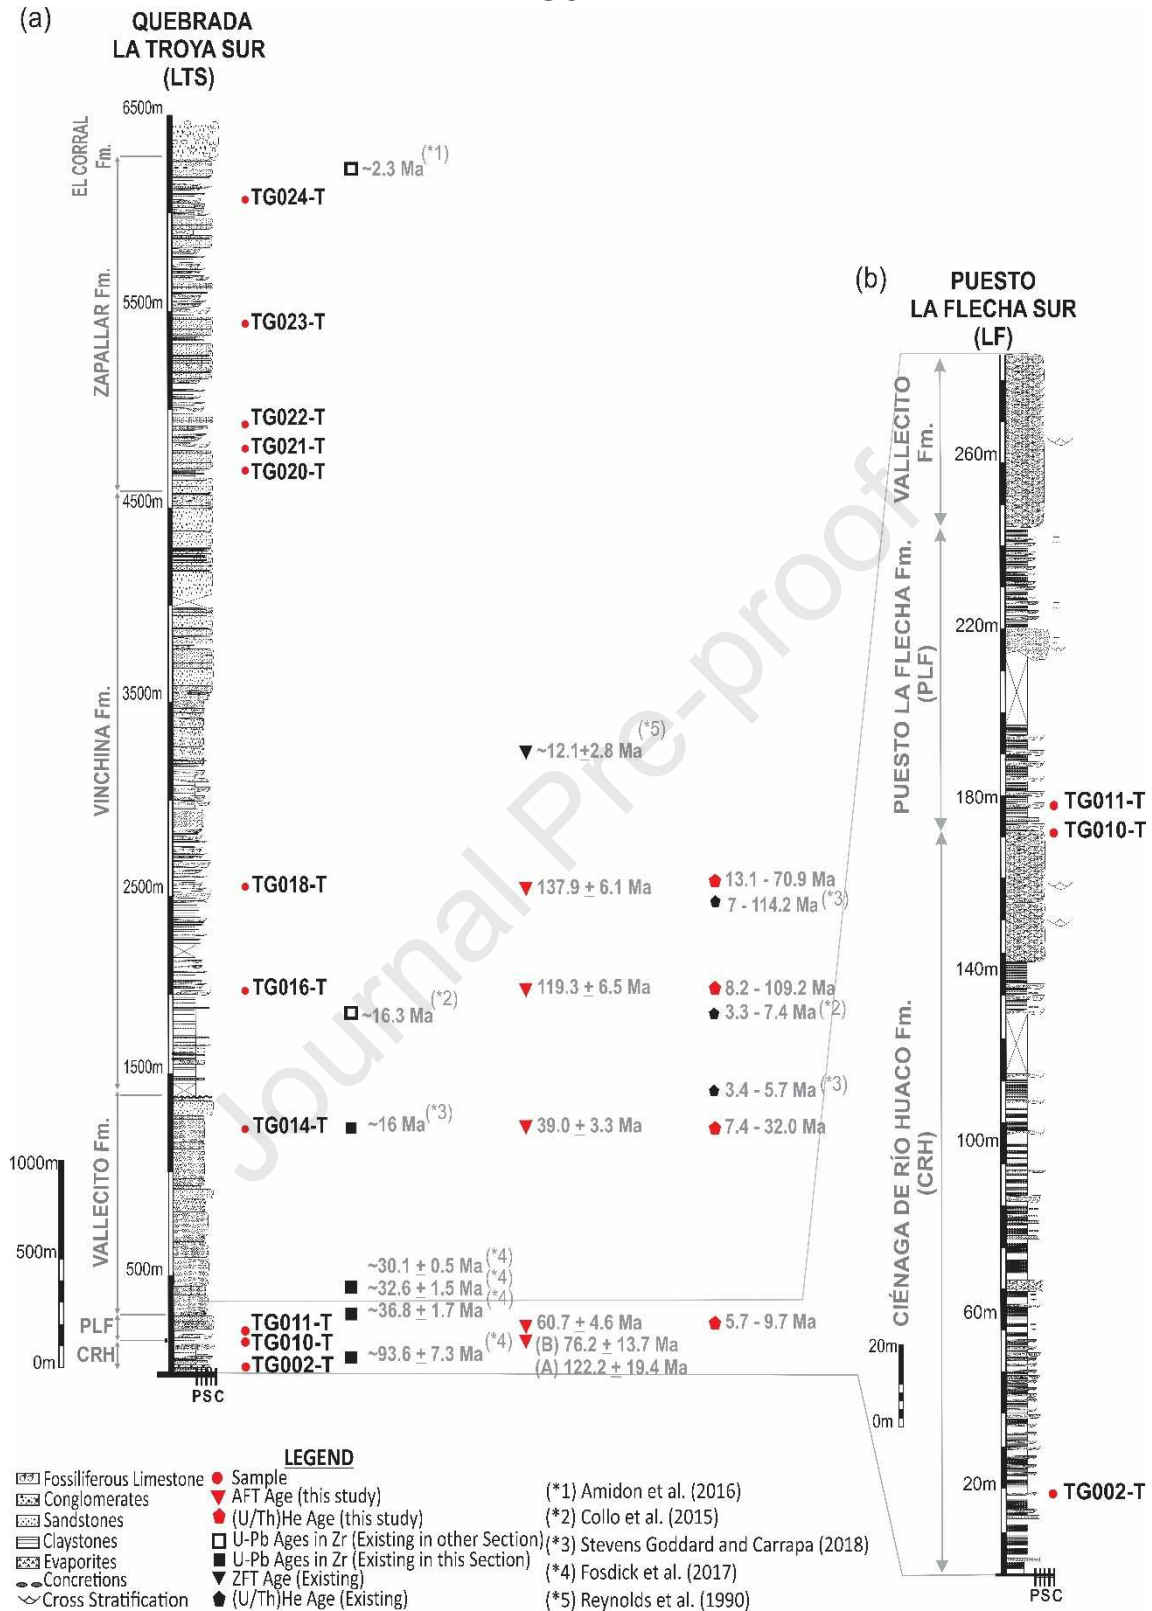 (a)
QUEBRADA
LA TROYA SUR
(LTS)
6500m
EL CORRAL
Fm.
~2.3 Ma (*1)
TG024-T
5500m
TG023-T
ZAPALLAR Fm.
TG022-T
TG021-T
TG020-T
4500m
VINCHINA Fm.
3500m
~12.1±2.8 Ma (*5)
2500m
TG018-T
137.9 ± 6.1 Ma
13.1 - 70.9 Ma
7 - 114.2 Ma (*3)
TG016-T
119.3 ± 6.5 Ma
8.2 - 109.2 Ma
~16.3 Ma (*2)
3.3 - 7.4 Ma (*2)
1500m
3.4 - 5.7 Ma (*3)
TG014-T
~16 Ma (*3)
39.0 ± 3.3 Ma
7.4 - 32.0 Ma
VALLECITO Fm.
1000m
500m
0m
500m
~30.1 ± 0.5 Ma (*4)
~32.6 ± 1.5 Ma (*4)
~36.8 ± 1.7 Ma (*4)
PLF
TG011-T
60.7 ± 4.6 Ma
5.7 - 9.7 Ma
TG010-T
(B) 76.2 ± 13.7 Ma
CRH
TG002-T
~93.6 ± 7.3 Ma (*4)
(A) 122.2 ± 19.4 Ma
P S C
(b)
PUESTO
LA FLECHA SUR
(LF)
VALLECITO
Fm.
260m
PUESTO LA FLECHA Fm.
(PLF)
220m
180m
TG011-T
TG010-T
CIÉNAGA DE RÍO HUACO Fm.
(CRH)
140m
100m
60m
20m
0m
20m
TG002-T
PSC
Journal Pre-proof
LEGEND
Fossiliferous Limestone
Conglomerates
Sandstones
Claystones
Evaporites
Concretions
Cross Stratification
Sample
AFT Age (this study)
(U/Th)He Age (this study)
U-Pb Ages in Zr (Existing in other Section)
U-Pb Ages in Zr (Existing in this Section)
ZFT Age (Existing)
(U/Th)He Age (Existing)
(*1) Amidon et al. (2016)
(*2) Collo et al. (2015)
(*3) Stevens Goddard and Carrapa (2018)
(*4) Fosdick et al. (2017)
(*5) Reynolds et al. (1990)